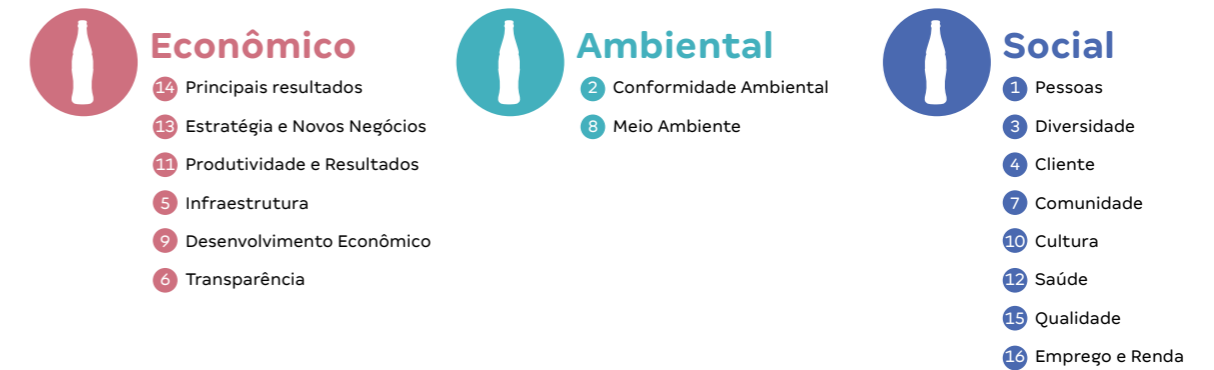 Econômico
14 Principais resultados
13 Estratégia e Novos Negócios
11 Produtividade e Resultados
5 Infraestrutura
9 Desenvolvimento Econômico
6 Transparência
Ambiental
2 Conformidade Ambiental
8 Meio Ambiente
Social
1 Pessoas
3 Diversidade
4 Cliente
7 Comunidade
10 Cultura
12 Saúde
15 Qualidade
16 Emprego e Renda